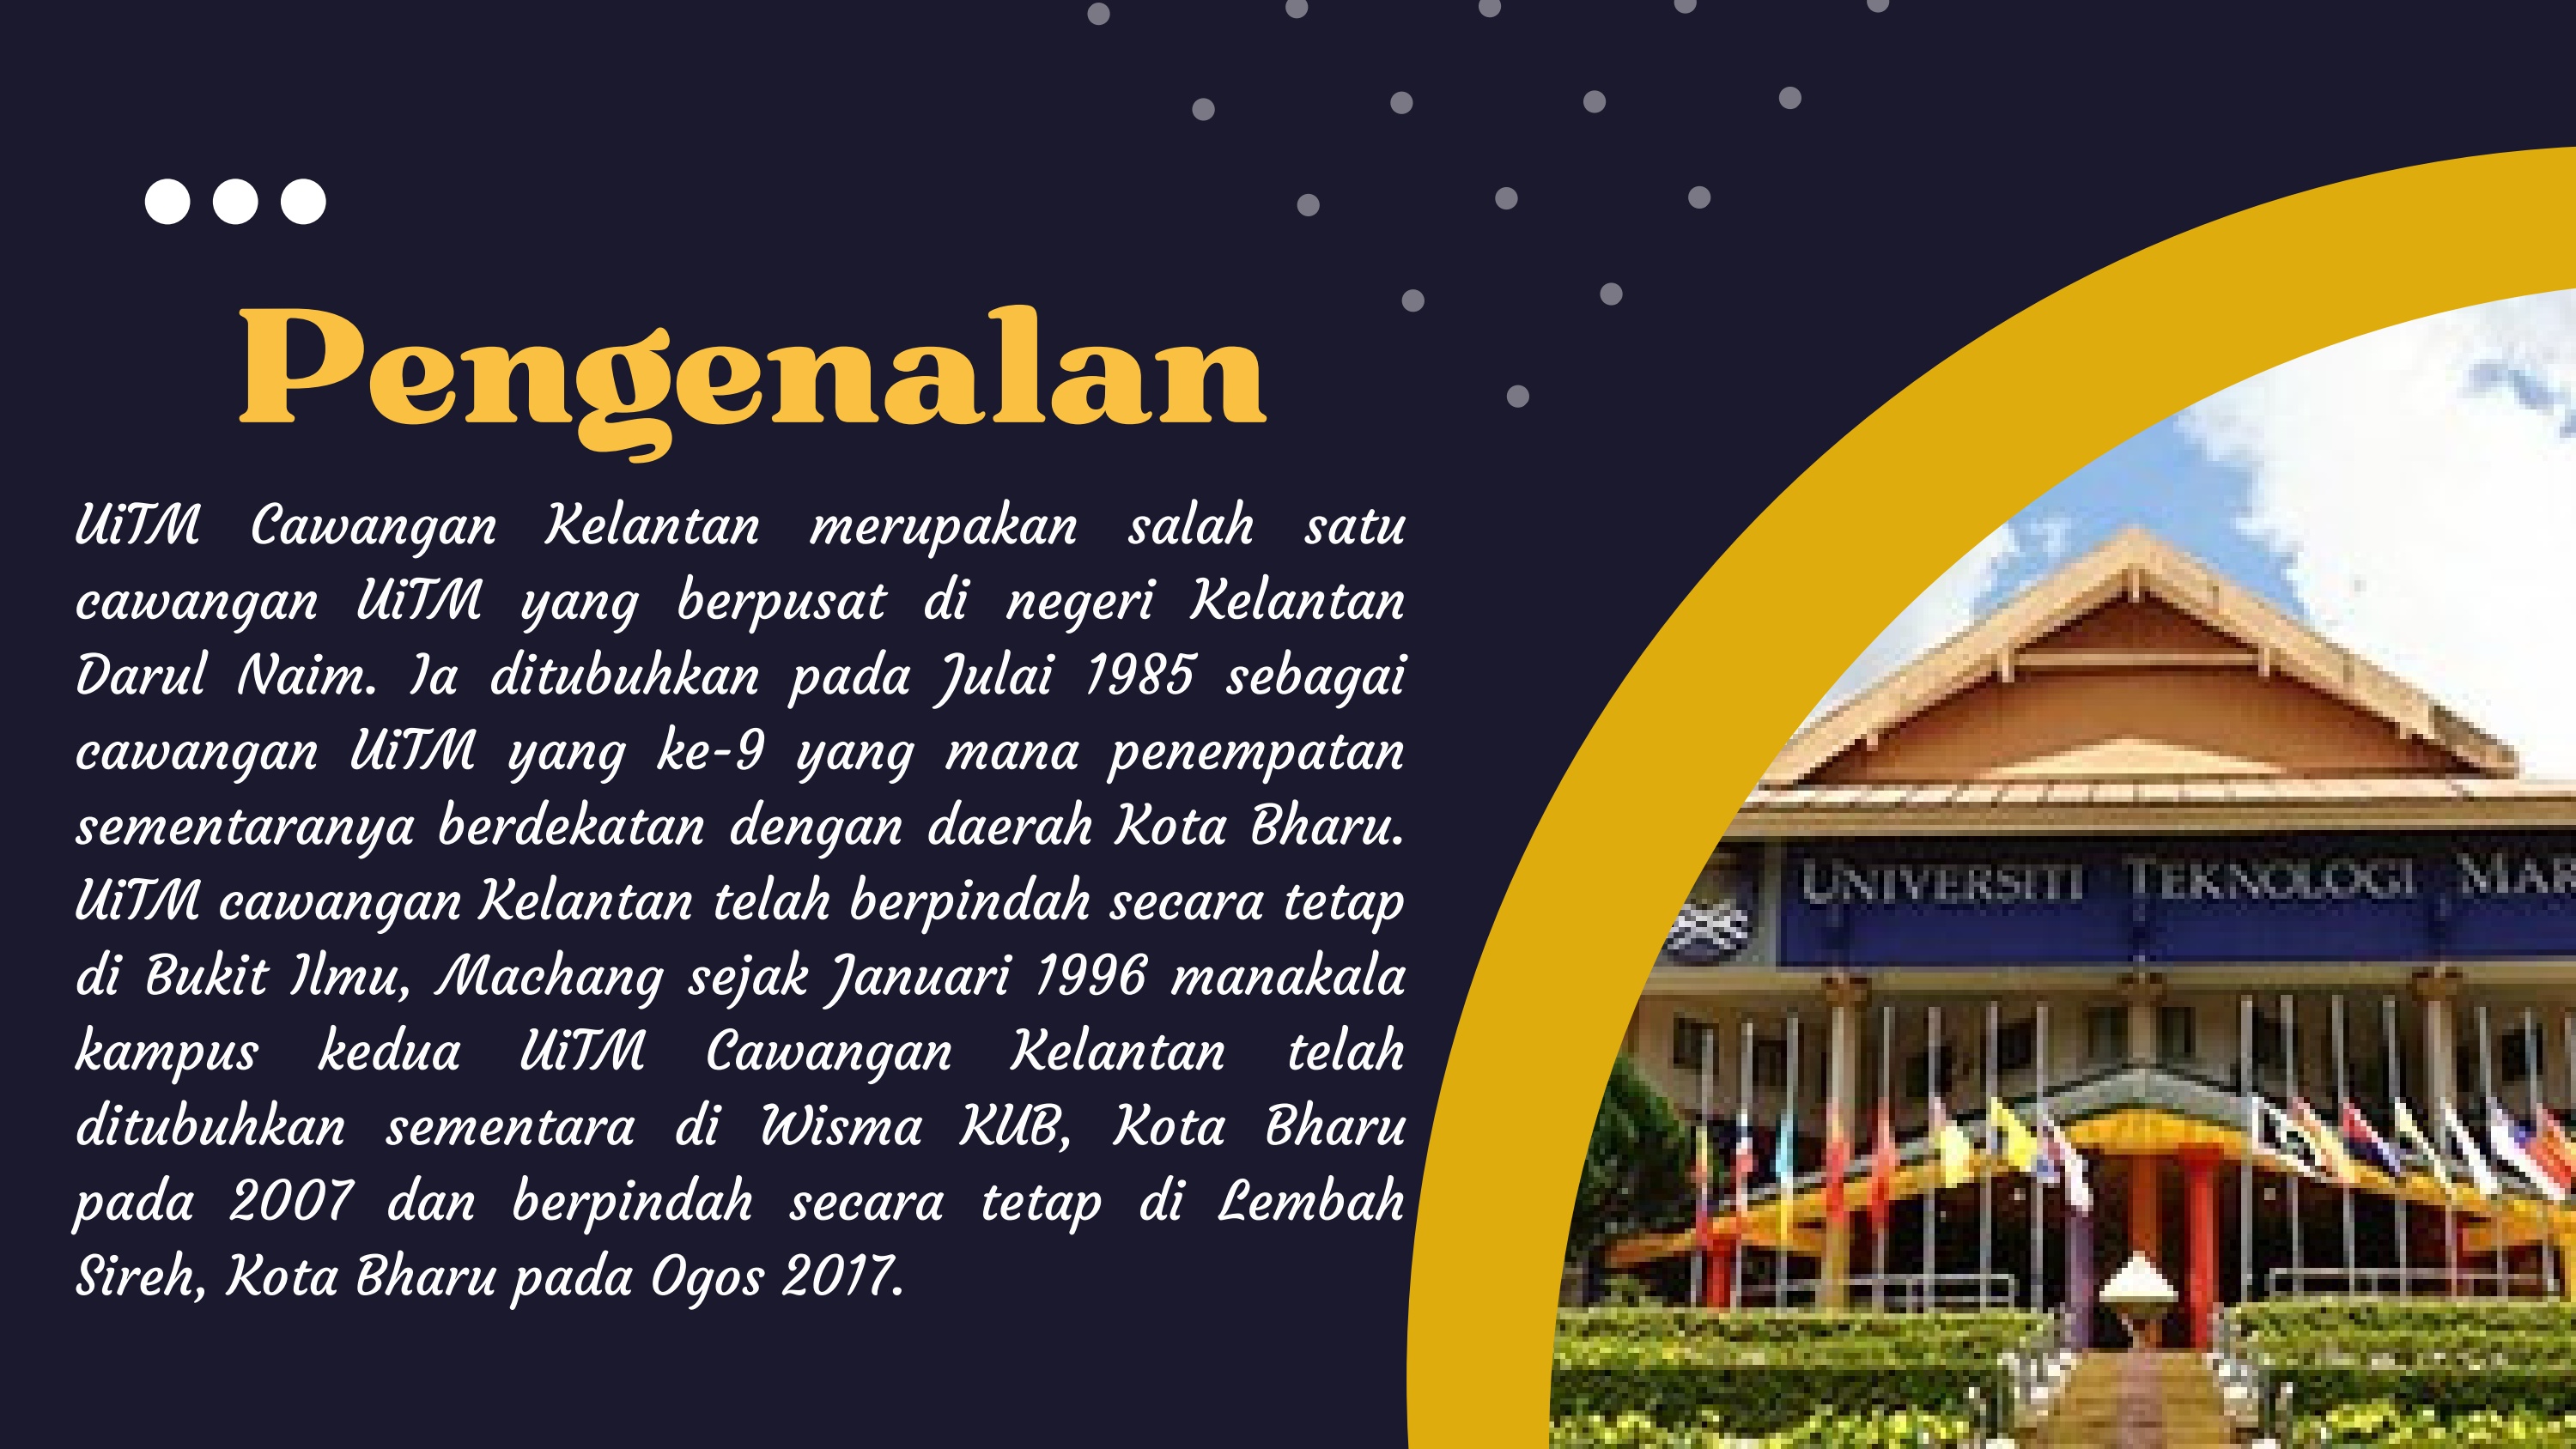 Pengenalan
UiTM Cawangan Kelantan merupakan salah satu
cawangan UiTM yang berpusat di negeri Kelantan
Darul Naim. Ia ditubuhkan pada Julai 1985 sebagai
cawangan UiTM yang ke-9 yang mana penempatan
sementaranya berdekatan dengan daerah Kota Bharu.
UiTM cawangan Kelantan telah berpindah secara tetap
di Bukit Ilmu, Machang sejak Januari 1996 manakala
kampus kedua UiTM Cawangan Kelantan telah
ditubuhkan sementara di Wisma KUB, Kota Bharu
pada 2007 dan berpindah secara tetap di Lembah
Sireh, Kota Bharu pada Ogos 2017.
UNIVERSITI TEKNOLOGI MAR